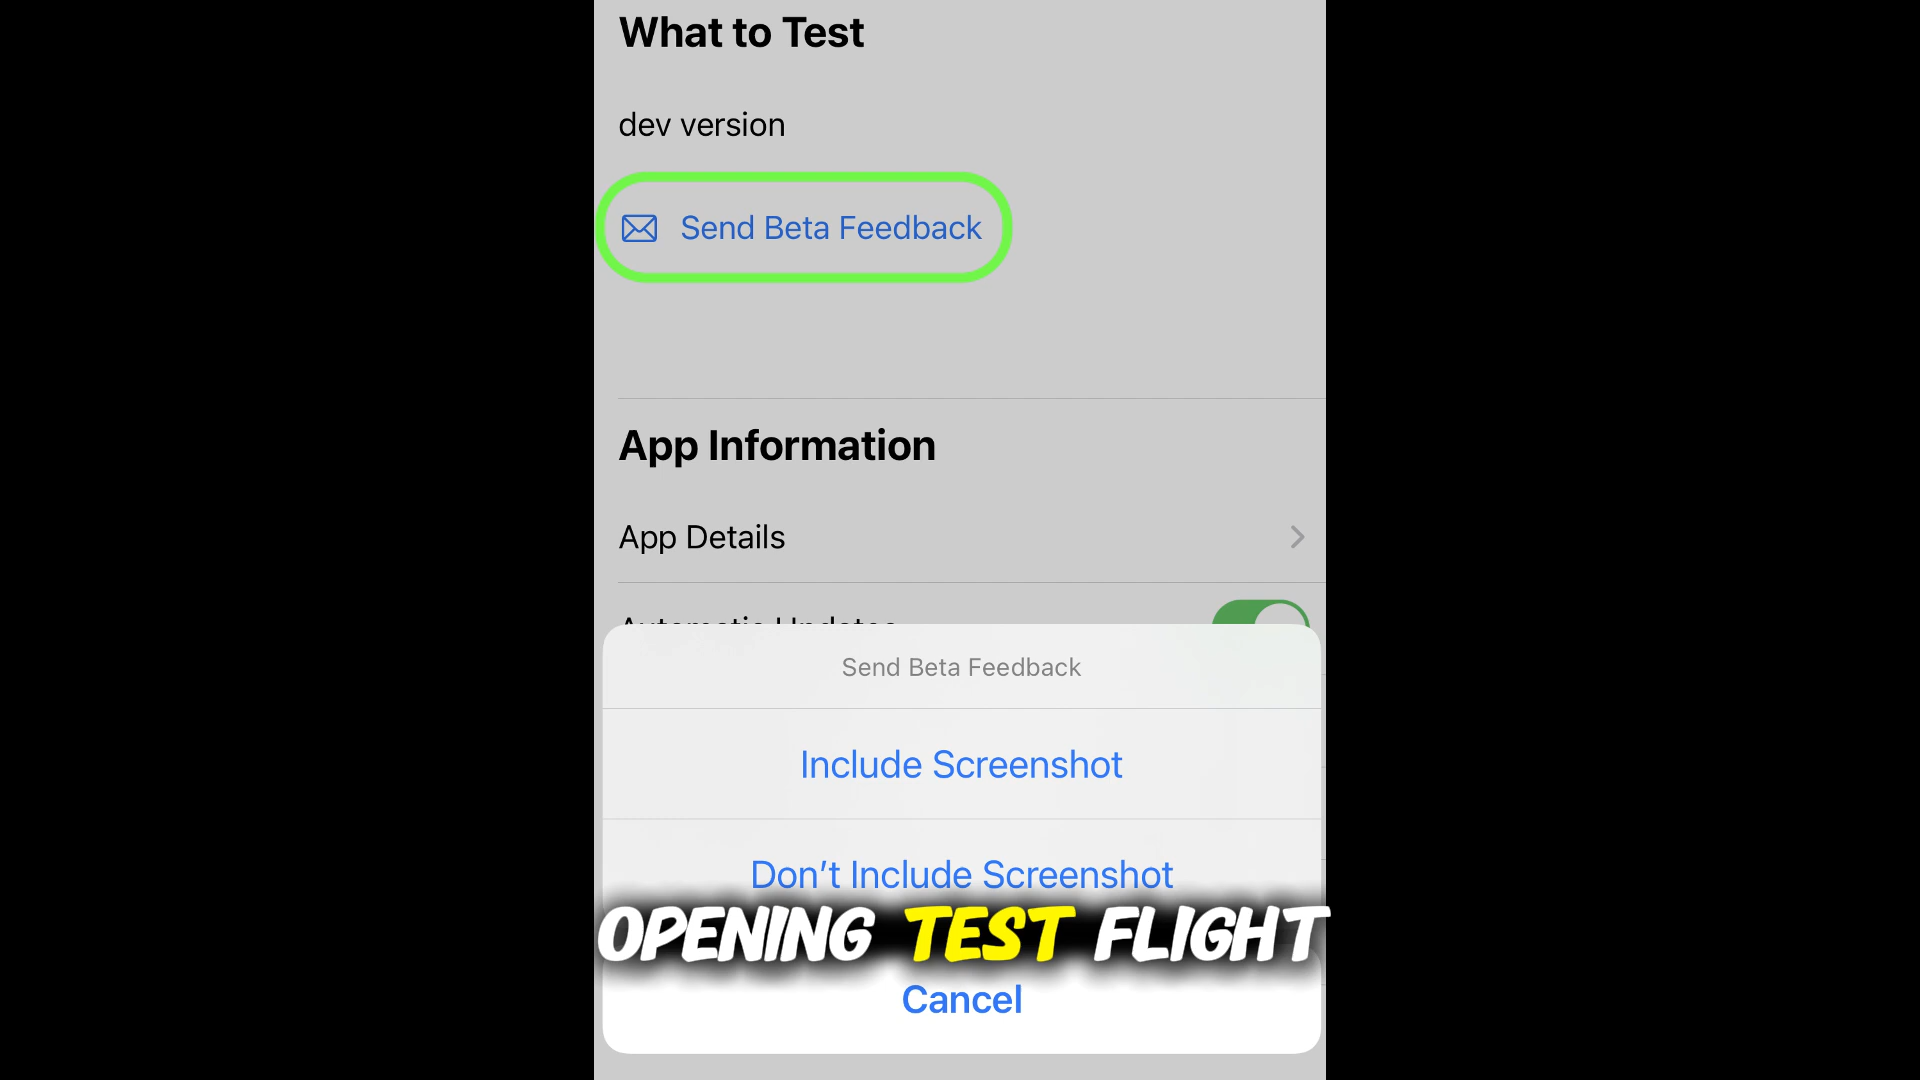 What to Test
dev version
Send Beta Feedback
App Information
App Details
Automatic Updates
Send Beta Feedback
Include Screenshot
Don’t Include Screenshot
OPENING TEST FLIGHT
Cancel